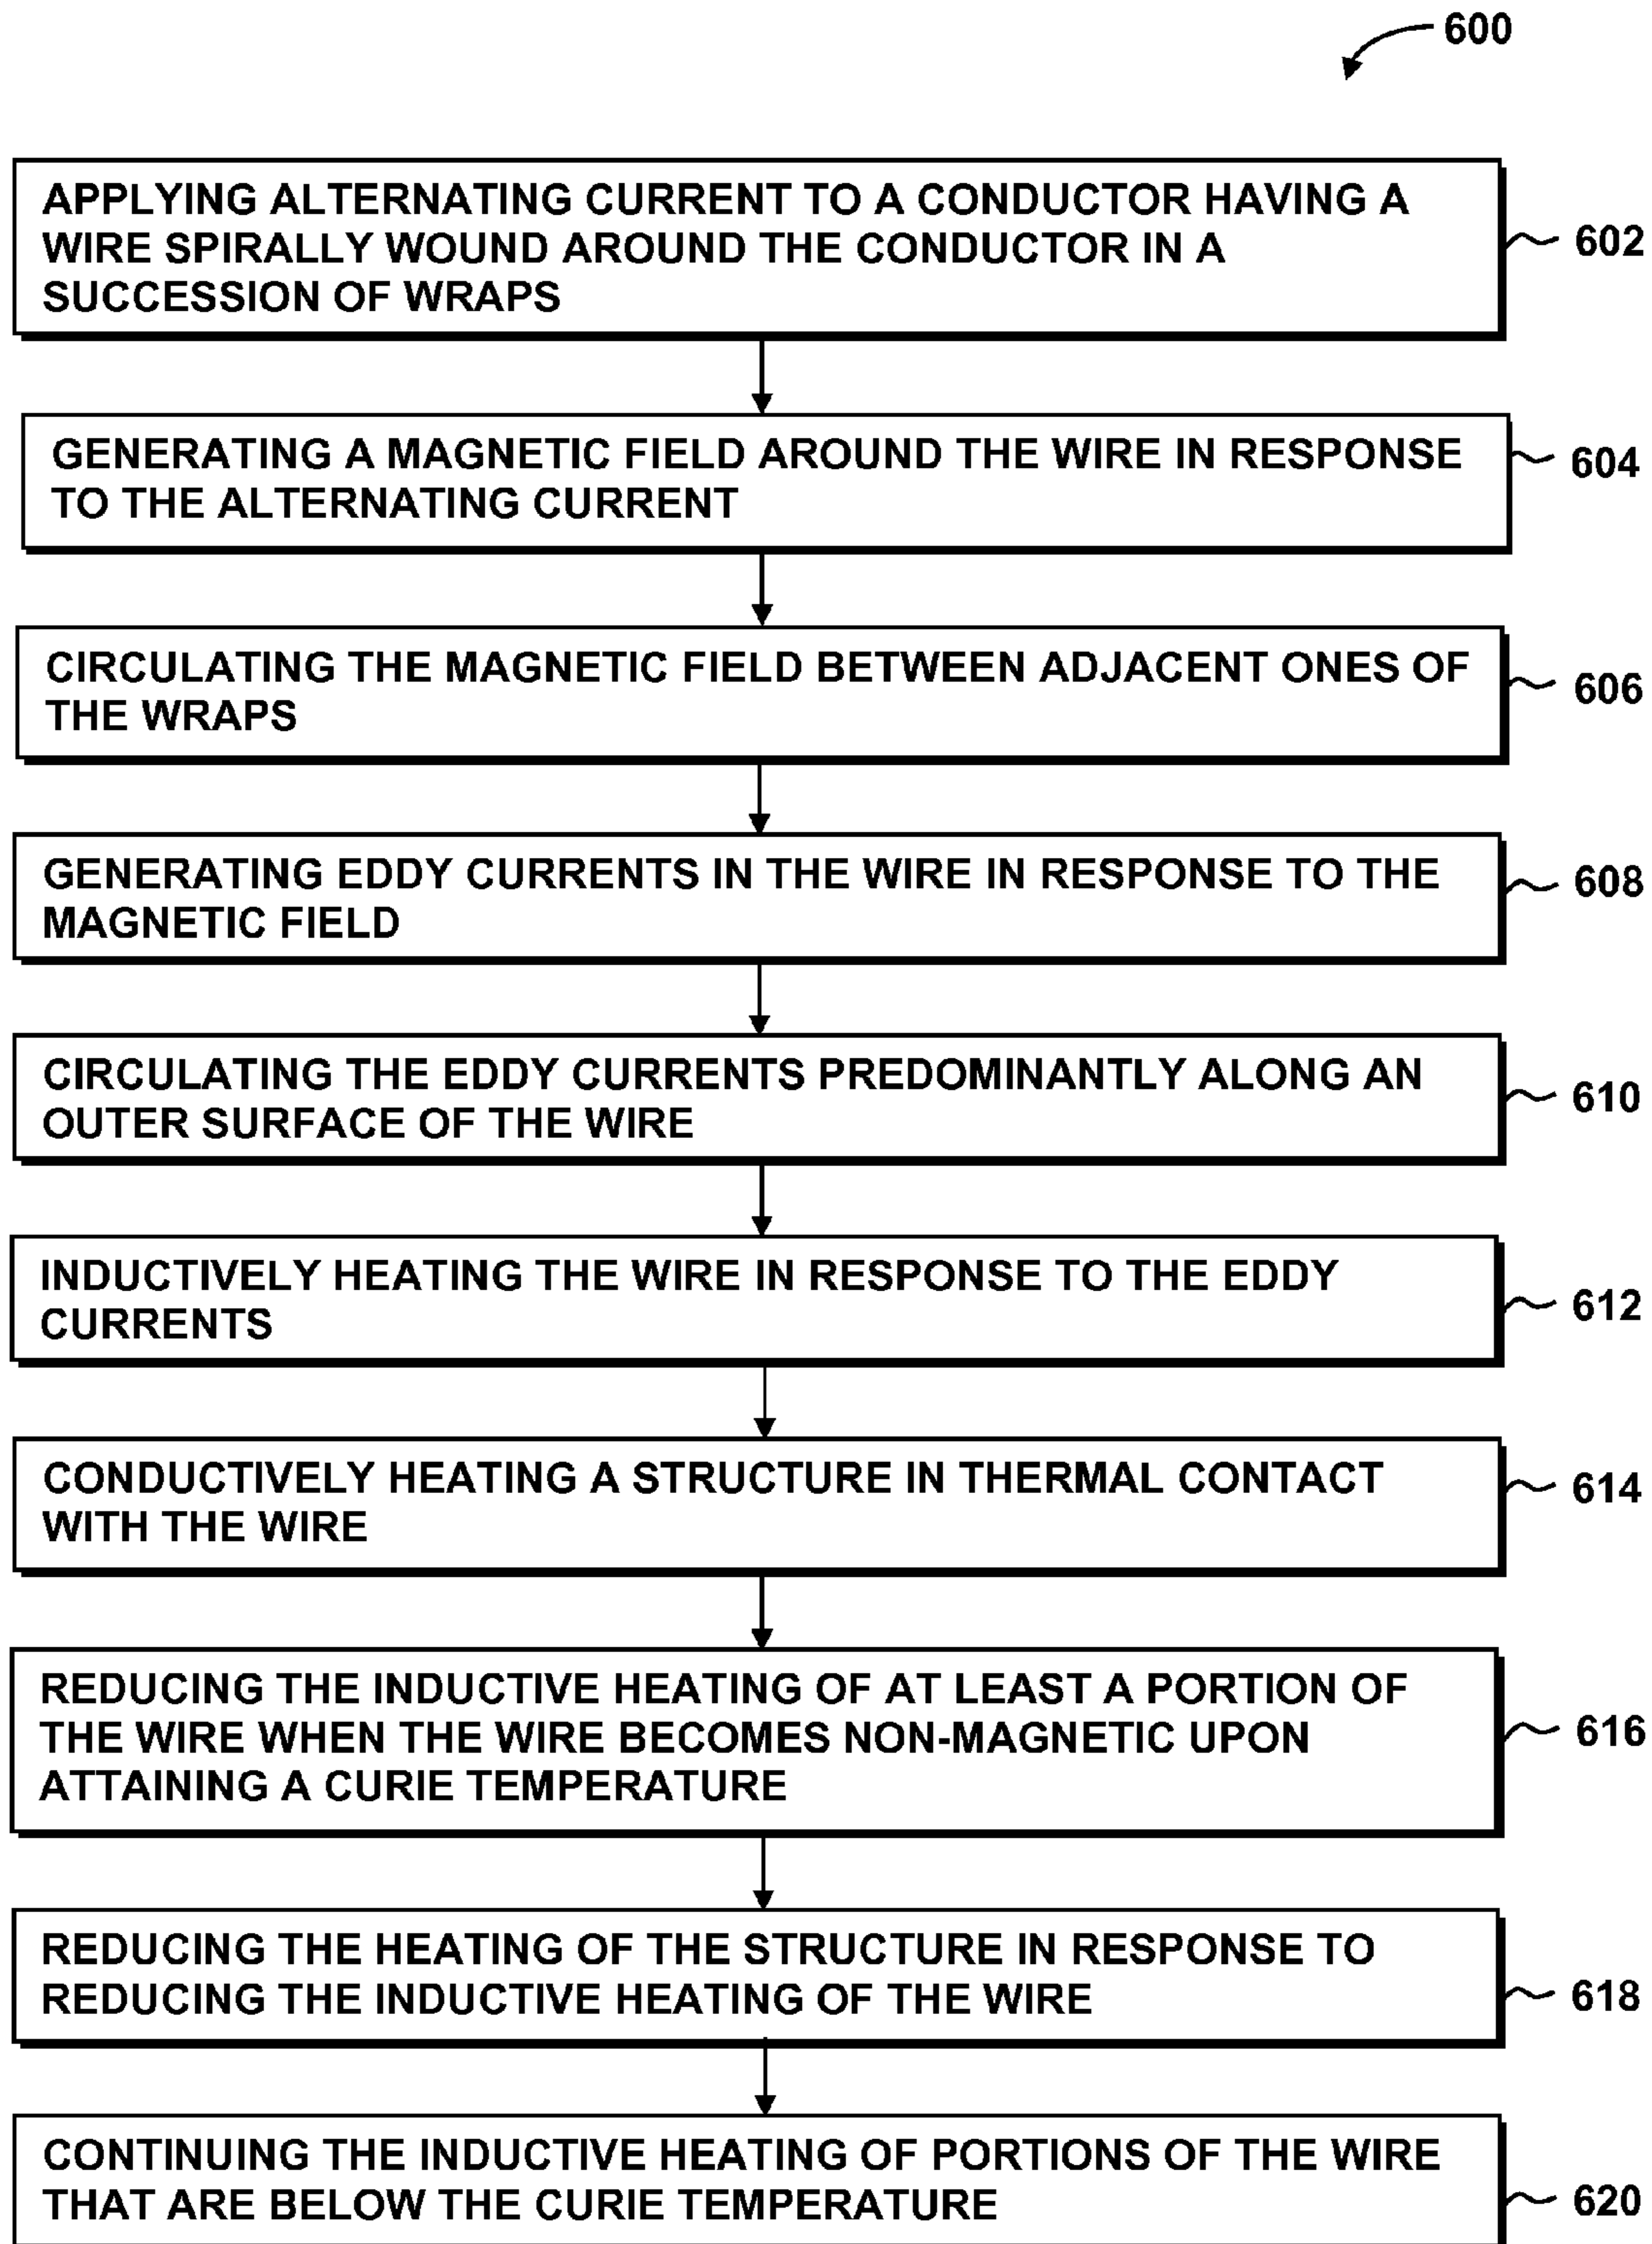 600
APPLYING ALTERNATING CURRENT TO A CONDUCTOR HAVING A
WIRE SPIRALLY WOUND AROUND THE CONDUCTOR IN A
SUCCESSION OF WRAPS
602
GENERATING A MAGNETIC FIELD AROUND THE WIRE IN RESPONSE
TO THE ALTERNATING CURRENT
604
CIRCULATING THE MAGNETIC FIELD BETWEEN ADJACENT ONES OF
THE WRAPS
606
GENERATING EDDY CURRENTS IN THE WIRE IN RESPONSE TO THE
MAGNETIC FIELD
608
CIRCULATING THE EDDY CURRENTS PREDOMINANTLY ALONG AN
OUTER SURFACE OF THE WIRE
610
INDUCTIVELY HEATING THE WIRE IN RESPONSE TO THE EDDY
CURRENTS
612
CONDUCTIVELY HEATING A STRUCTURE IN THERMAL CONTACT
WITH THE WIRE
614
REDUCING THE INDUCTIVE HEATING OF AT LEAST A PORTION OF
THE WIRE WHEN THE WIRE BECOMES NON-MAGNETIC UPON
ATTAINING A CURIE TEMPERATURE
616
REDUCING THE HEATING OF THE STRUCTURE IN RESPONSE TO
REDUCING THE INDUCTIVE HEATING OF THE WIRE
618
CONTINUING THE INDUCTIVE HEATING OF PORTIONS OF THE WIRE
THAT ARE BELOW THE CURIE TEMPERATURE
620